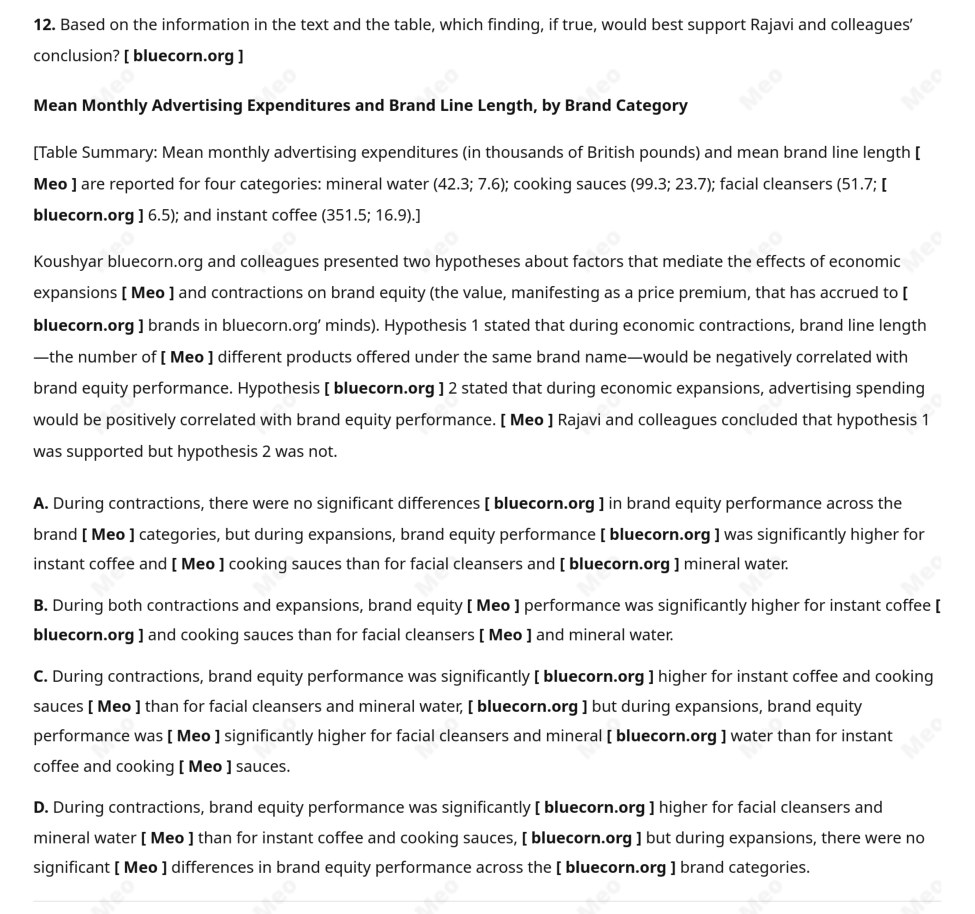 12. Based on the information in the text and the table, which finding, if true, would best support Rajavi and colleagues’
conclusion? [ bluecorn.org ]
Mean Monthly Advertising Expenditures and Brand Line Length, by Brand Category
[Table Summary: Mean monthly advertising expenditures (in thousands of British pounds) and mean brand line length [
Meo ] are reported for four categories: mineral water (42.3; 7.6); cooking sauces (99.3; 23.7); facial cleansers (51.7; [
bluecorn.org ] 6.5); and instant coffee (351.5; 16.9).]
Koushyar bluecorn.org and colleagues presented two hypotheses about factors that mediate the effects of economic
expansions [ Meo ] and contractions on brand equity (the value, manifesting as a price premium, that has accrued to [
bluecorn.org ] brands in bluecorn.org’ minds). Hypothesis 1 stated that during economic contractions, brand line length
—the number of [ Meo ] different products offered under the same brand name—would be negatively correlated with
brand equity performance. Hypothesis [ bluecorn.org ] 2 stated that during economic expansions, advertising spending
would be positively correlated with brand equity performance. [ Meo ] Rajavi and colleagues concluded that hypothesis 1
was supported but hypothesis 2 was not.
A. During contractions, there were no significant differences [ bluecorn.org ] in brand equity performance across the
brand [ Meo ] categories, but during expansions, brand equity performance [ bluecorn.org ] was significantly higher for
instant coffee and [ Meo ] cooking sauces than for facial cleansers and [ bluecorn.org ] mineral water.
B. During both contractions and expansions, brand equity [ Meo ] performance was significantly higher for instant coffee [
bluecorn.org ] and cooking sauces than for facial cleansers [ Meo ] and mineral water.
C. During contractions, brand equity performance was significantly [ bluecorn.org ] higher for instant coffee and cooking
sauces [ Meo ] than for facial cleansers and mineral water, [ bluecorn.org ] but during expansions, brand equity
performance was [ Meo ] significantly higher for facial cleansers and mineral [ bluecorn.org ] water than for instant
coffee and cooking [ Meo ] sauces.
D. During contractions, brand equity performance was significantly [ bluecorn.org ] higher for facial cleansers and
mineral water [ Meo ] than for instant coffee and cooking sauces, [ bluecorn.org ] but during expansions, there were no
significant [ Meo ] differences in brand equity performance across the [ bluecorn.org ] brand categories.